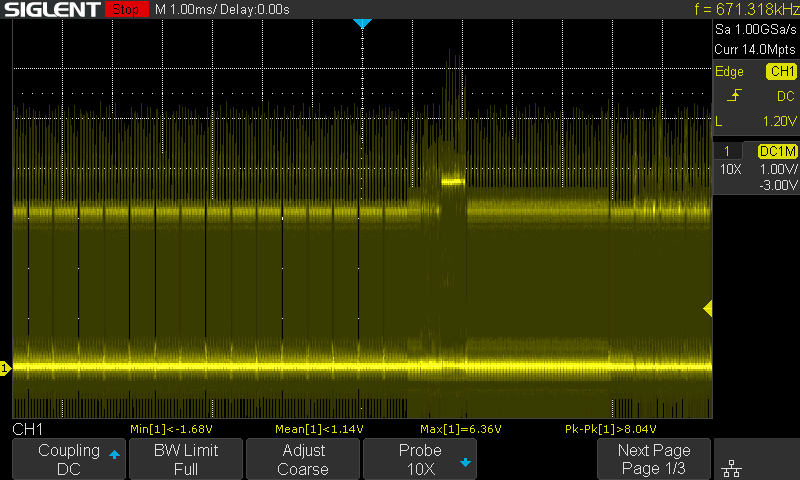 SIGLENT Stop M 1.00ms/ Delay:0.00s f = 671.318kHz
Sa 1.00GSa/s
Curr 14.0Mpts
Edge CH1
DC
L 1.20V
1 DC1M
10X 1.00V/
-3.00V
1
CH1 Min[1]<-1.68V Mean[1]<1.14V Max[1]=6.36V Pk-Pk[1]>8.04V
Coupling BW Limit Adjust Probe Next Page
DC Full Coarse 10X Page 1/3